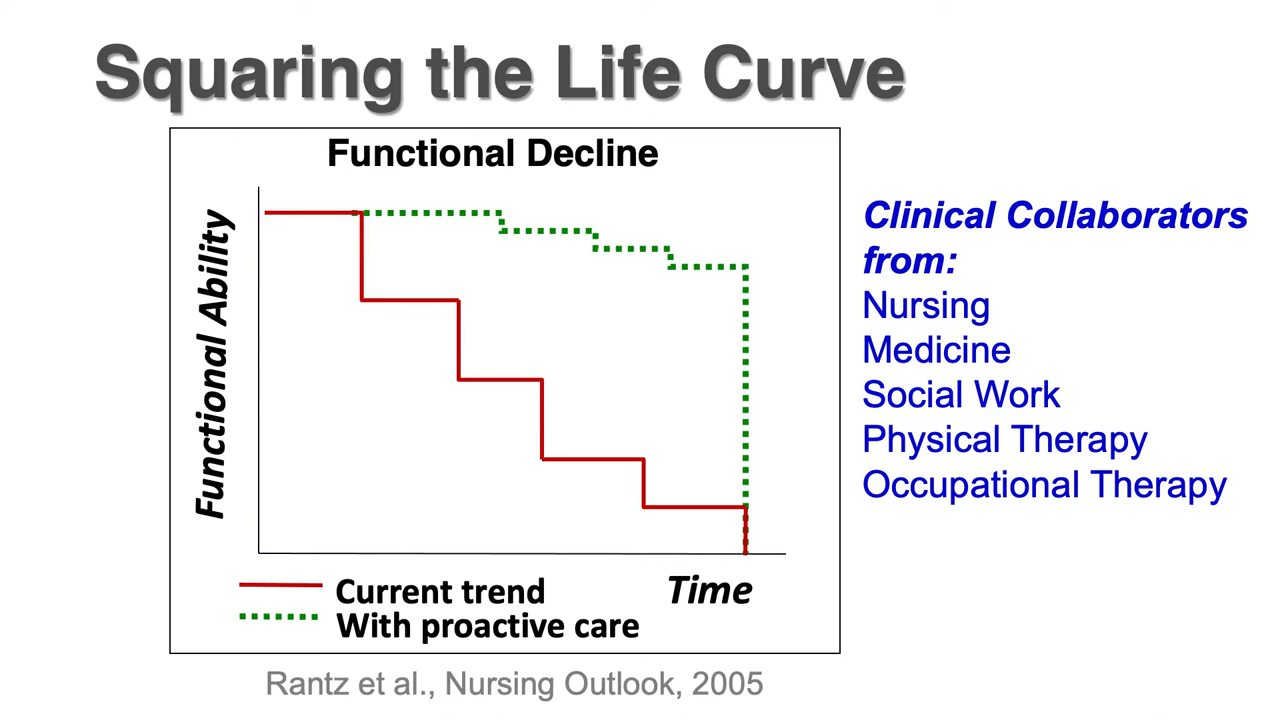 Squaring the Life Curve
Functional Decline
Functional Ability
Time
Current trend
With proactive care
Clinical Collaborators
from:
Nursing
Medicine
Social Work
Physical Therapy
Occupational Therapy
Rantz et al., Nursing Outlook, 2005